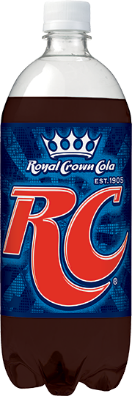 Royal Crown Cola
EST. 1905
RC
®